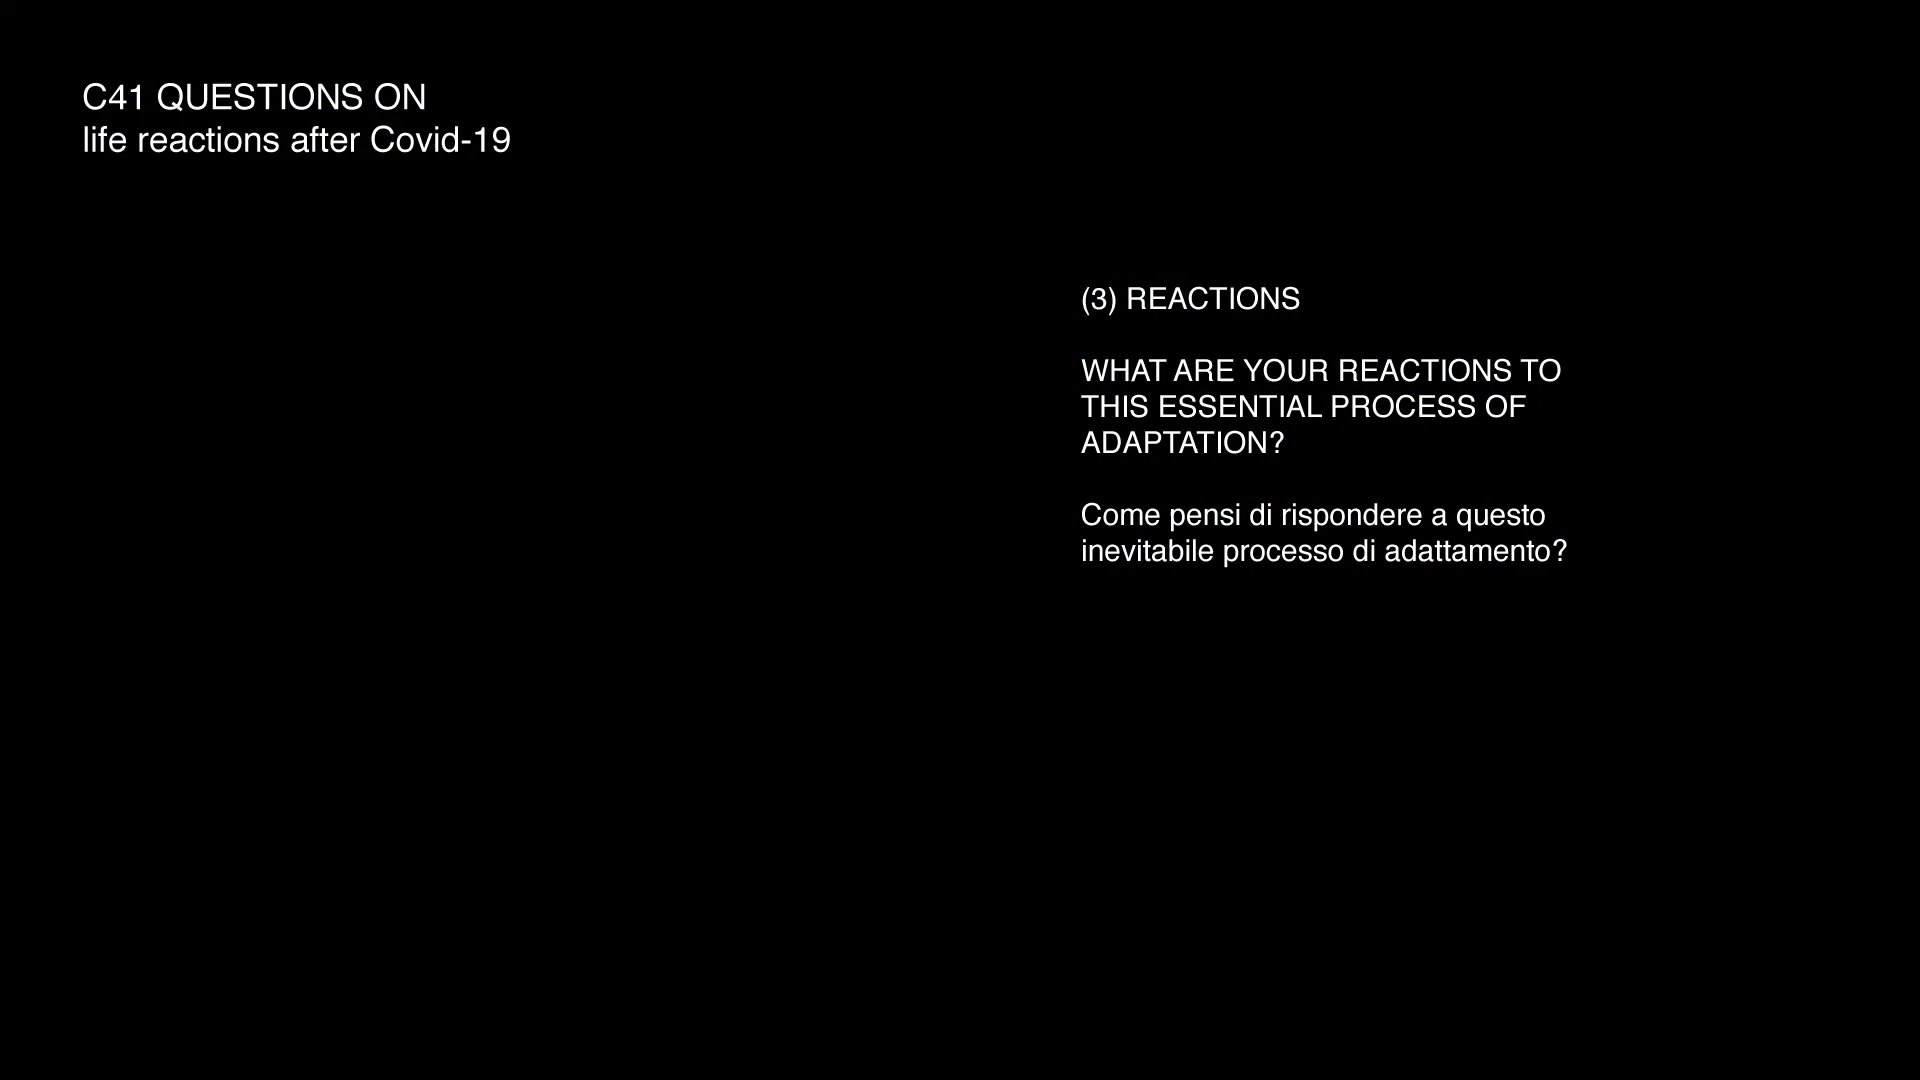 C41 QUESTIONS ON
life reactions after Covid-19
(3) REACTIONS
WHAT ARE YOUR REACTIONS TO
THIS ESSENTIAL PROCESS OF
ADAPTATION?
Come pensi di rispondere a questo
inevitabile processo di adattamento?